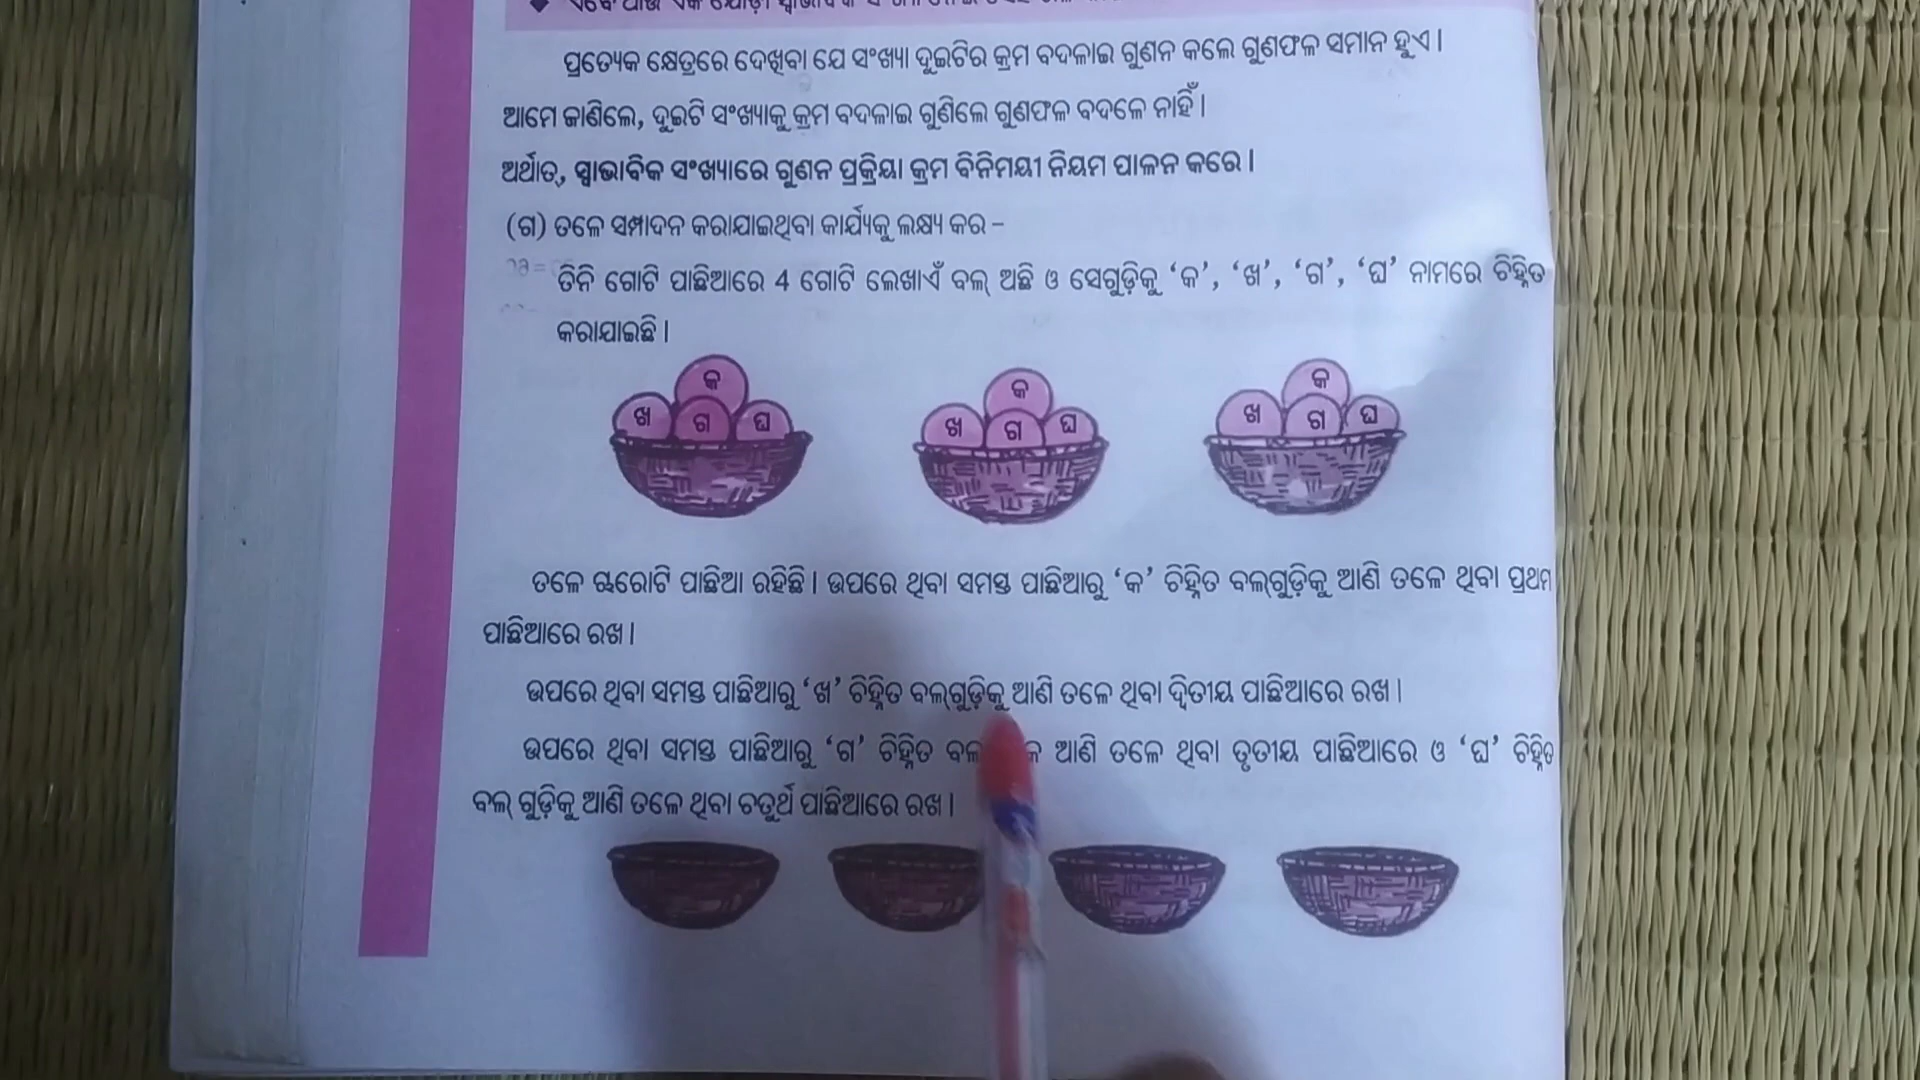 ପ୍ରତ୍ୟେକ କ୍ଷେତ୍ରରେ ଦେଖିବା ଯେ ସଂଖ୍ୟା ଦୁଇଟିର କ୍ରମ ବଦଳାଇ ଗୁଣନ କଲେ ଗୁଣଫଳ ସମାନ ହୁଏ ।
ଆମେ ଜାଣିଲେ, ଦୁଇଟି ସଂଖ୍ୟାକୁ କ୍ରମ ବଦଳାଇ ଗୁଣିଲେ ଗୁଣଫଳ ବଦଳେ ନାହିଁ ।
ଅର୍ଥାତ୍, ସ୍ୱାଭାବିକ ସଂଖ୍ୟାରେ ଗୁଣନ ପ୍ରକ୍ରିୟା କ୍ରମ ବିନିମୟୀ ନିୟମ ପାଳନ କରେ ।
(ଗ) ତଳେ ସମ୍ପାଦନ କରାଯାଇଥିବା କାର୍ଯ୍ୟକୁ ଲକ୍ଷ୍ୟ କର –
ତିନି ଗୋଟି ପାଛିଆରେ 4 ଗୋଟି ଲେଖାଏଁ ବଲ୍ ଅଛି ଓ ସେଗୁଡ଼ିକୁ ‘କ’, ‘ଖ’, ‘ଗ’, ‘ଘ’ ନାମରେ ଚିହ୍ନିତ
କରାଯାଇଛି ।
କ
ଖ ଗ ଘ
କ
ଖ ଗ ଘ
କ
ଖ ଗ ଘ
ତଳେ ଋରୋଟି ପାଛିଆ ରହିଛି । ଉପରେ ଥିବା ସମସ୍ତ ପାଛିଆରୁ ‘କ’ ଚିହ୍ନିତ ବଲ୍‌ଗୁଡ଼ିକୁ ଆଣି ତଳେ ଥିବା ପ୍ରଥମ
ପାଛିଆରେ ରଖ ।
ଉପରେ ଥିବା ସମସ୍ତ ପାଛିଆରୁ ‘ଖ’ ଚିହ୍ନିତ ବଲ୍‌ଗୁଡ଼ିକୁ ଆଣି ତଳେ ଥିବା ଦ୍ୱିତୀୟ ପାଛିଆରେ ରଖ ।
ଉପରେ ଥିବା ସମସ୍ତ ପାଛିଆରୁ ‘ଗ’ ଚିହ୍ନିତ ଆଣି ତଳେ ଥିବା ତୃତୀୟ ପାଛିଆରେ ଓ ‘ଘ’ ଚିହ୍ନିତ
ବଲ୍ ଗୁଡ଼ିକୁ ଆଣି ତଳେ ଥିବା ଚତୁର୍ଥ ପାଛିଆରେ ରଖ ।